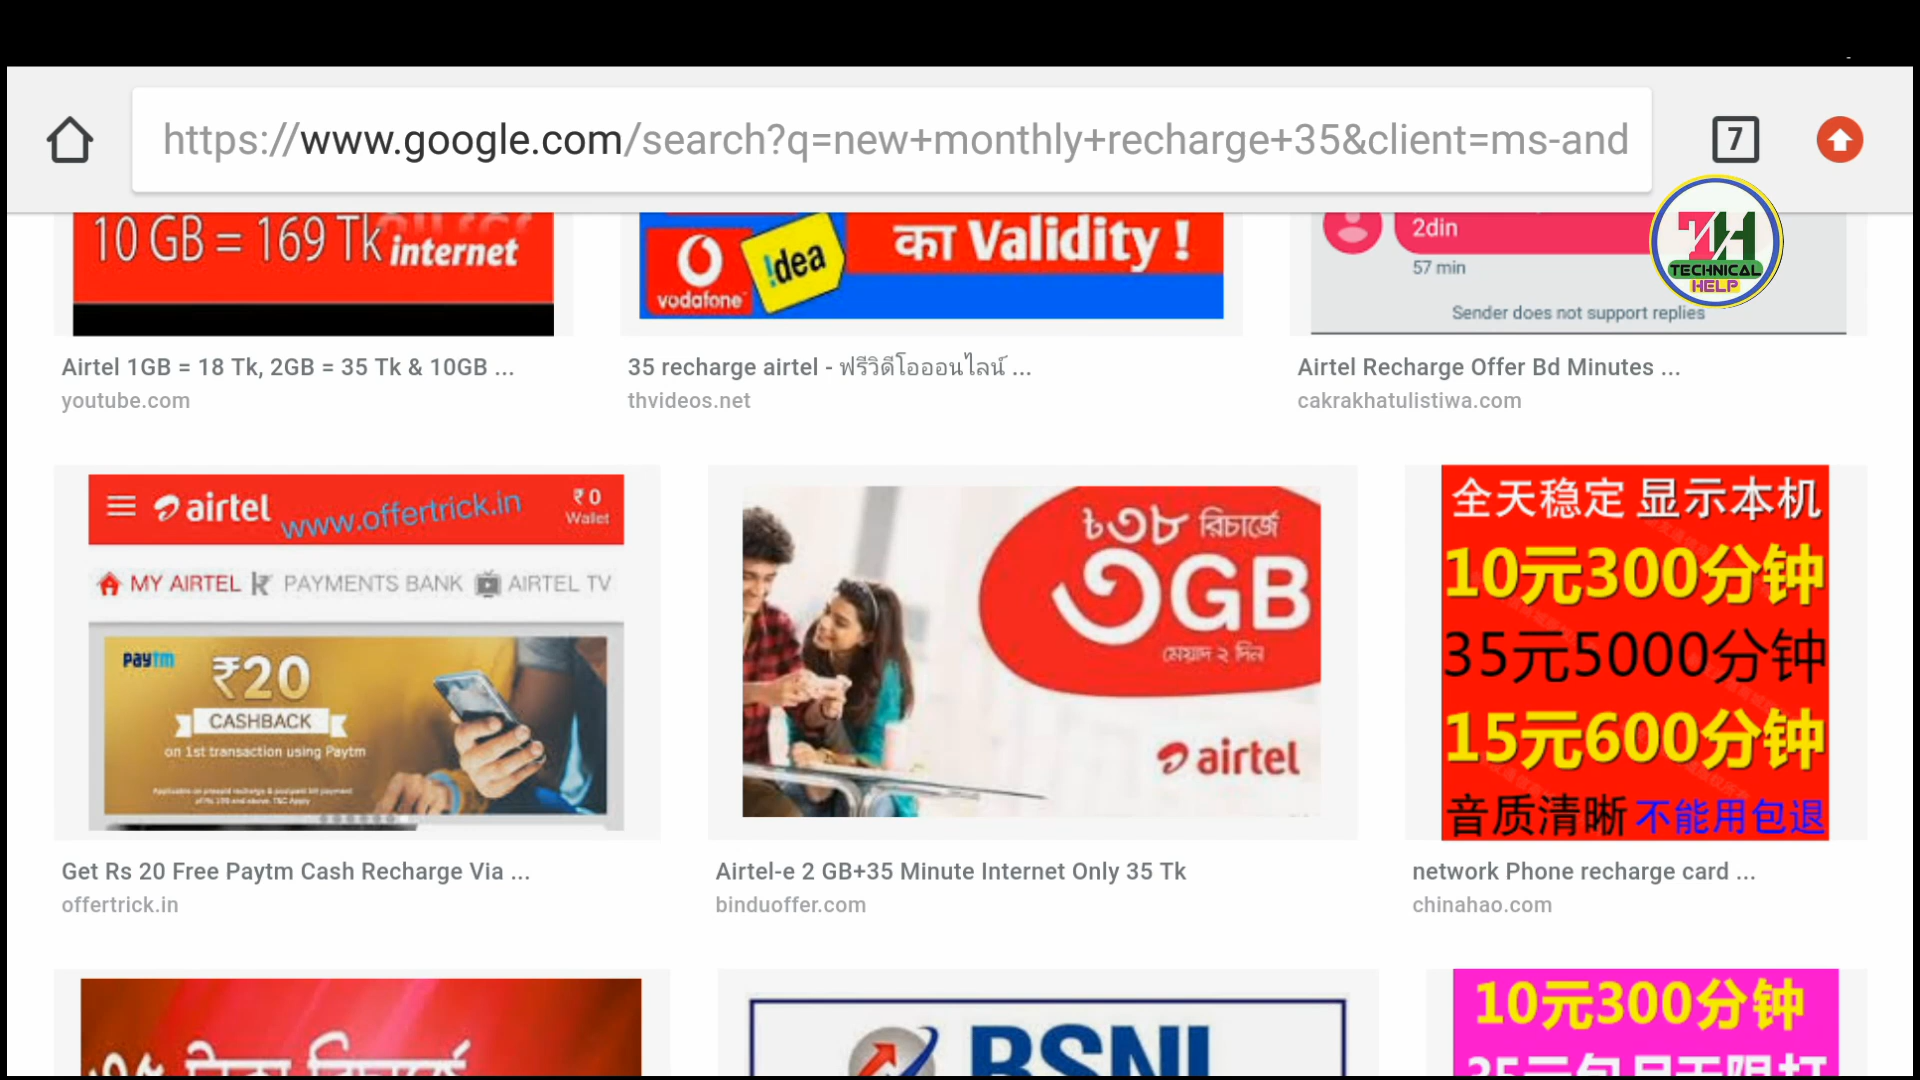 https://www.google.com/search?q=new+monthly+recharge+35&client=ms-and
7
10 GB = 169 Tk
internet
vodafone
!dea
का Validity !
2din
57 min
Sender does not support replies
ZH
TECHNICAL
HELP
Airtel 1GB = 18 Tk, 2GB = 35 Tk & 10GB ...
youtube.com
35 recharge airtel - ฟรีวิดีโอออนไลน์ ...
thvideos.net
Airtel Recharge Offer Bd Minutes ...
cakrakhatulistiwa.com
airtel
www.offertrick.in
₹ 0
Wallet
MY AIRTEL
PAYMENTS BANK
AIRTEL TV
paytm
₹20
CASHBACK
on 1st transaction using Paytm
Get Rs 20 Free Paytm Cash Recharge Via ...
offertrick.in
৳৩৮ রিচার্জে
৩GB
মেয়াদ ২ দিন
airtel
Airtel-e 2 GB+35 Minute Internet Only 35 Tk
binduoffer.com
全天稳定 显示本机
10元300分钟
35元5000分钟
15元600分钟
音质清晰 不能用包退
network Phone recharge card ...
chinahao.com
টাকা রিচার্জে
BSNL
10元300分钟